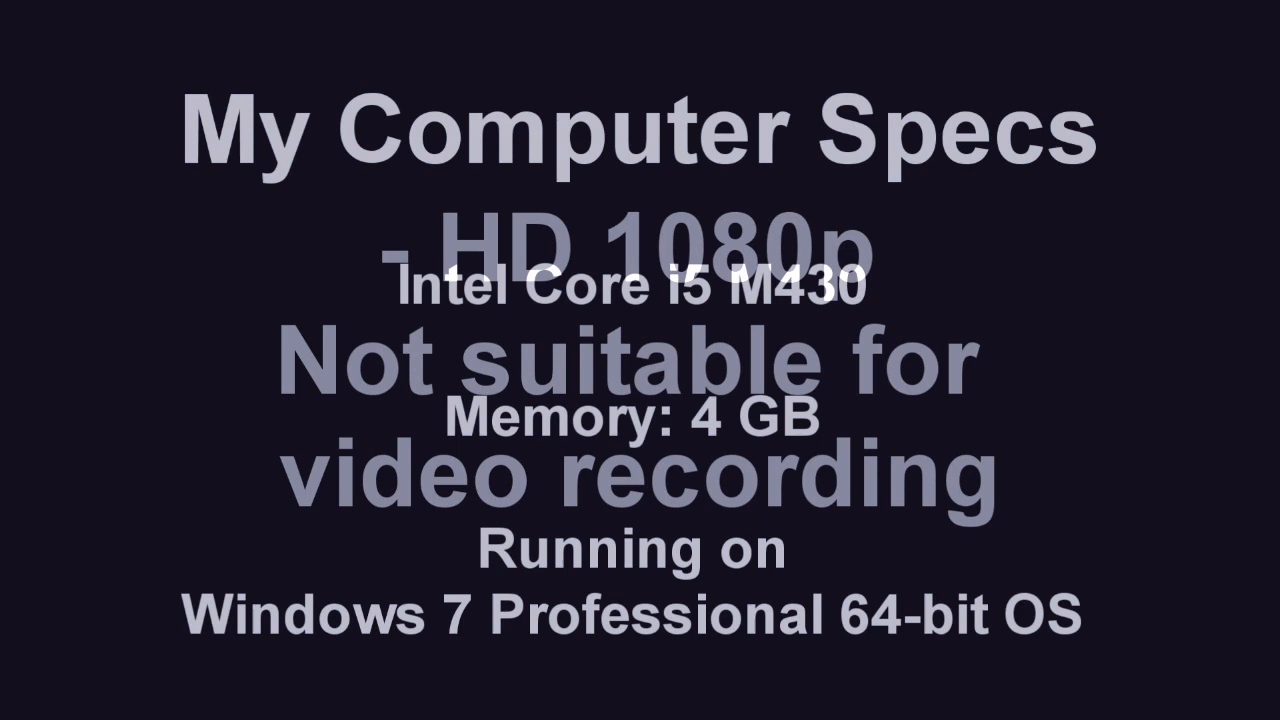 My Computer Specs
- HD 1080p
Intel Core i5 M430
Not suitable for
Memory: 4 GB
video recording
Running on
Windows 7 Professional 64-bit OS